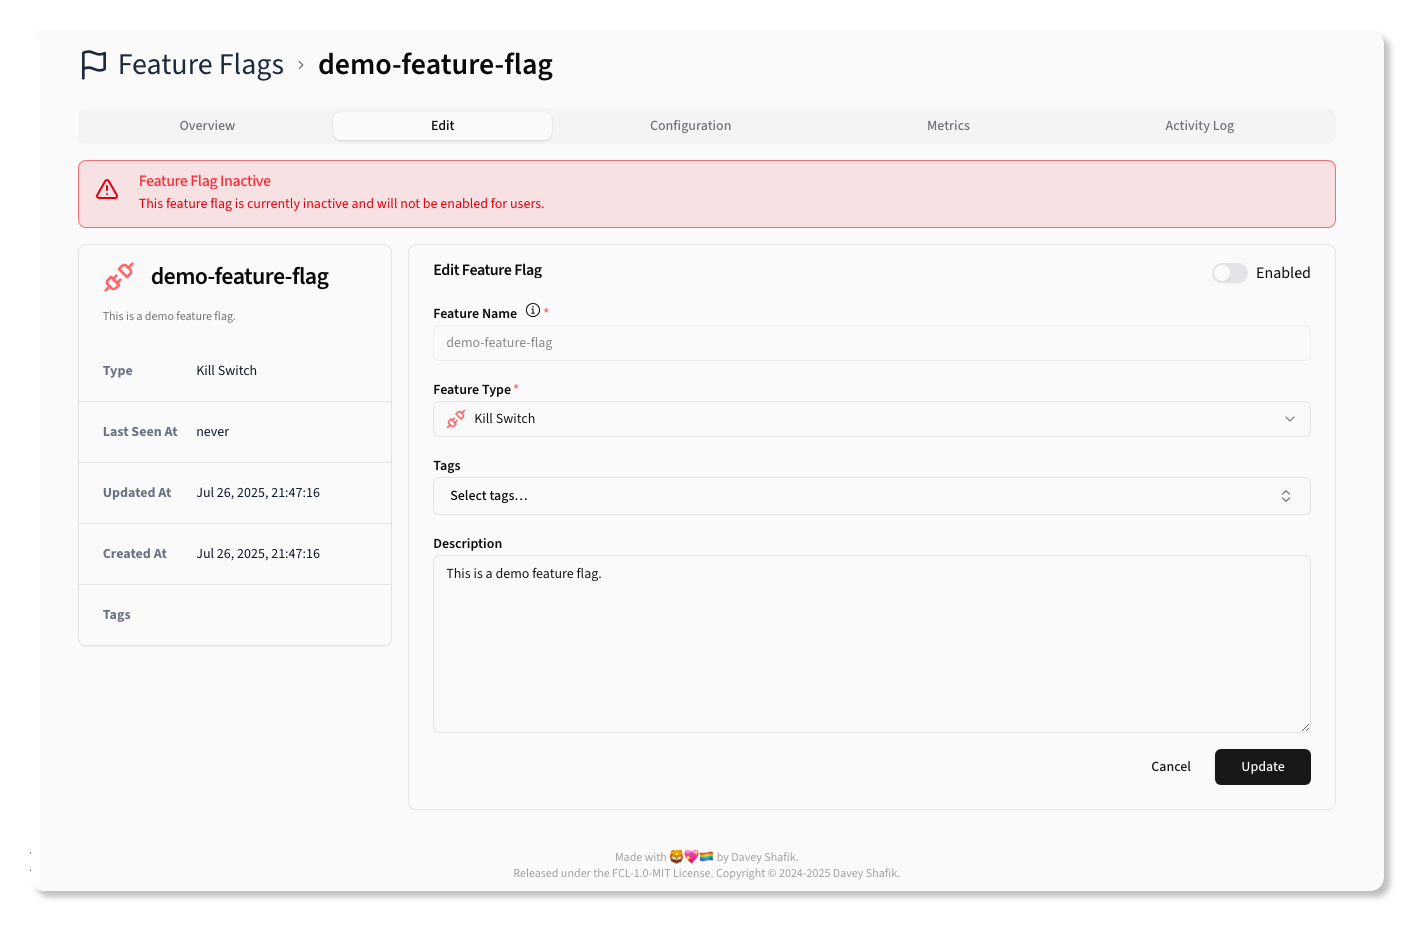 Feature Flags › demo-feature-flag
Overview Edit Configuration Metrics Activity Log
Feature Flag Inactive
This feature flag is currently inactive and will not be enabled for users.
demo-feature-flag
This is a demo feature flag.
Type Kill Switch
Last Seen At never
Updated At Jul 26, 2025, 21:47:16
Created At Jul 26, 2025, 21:47:16
Tags
Edit Feature Flag
Enabled
Feature Name *
demo-feature-flag
Feature Type *
Kill Switch
Tags
Select tags…
Description
This is a demo feature flag.
Cancel Update
Made with 🦁💖🏳️‍🌈 by Davey Shafik.
Released under the FCL-1.0-MIT License. Copyright © 2024-2025 Davey Shafik.